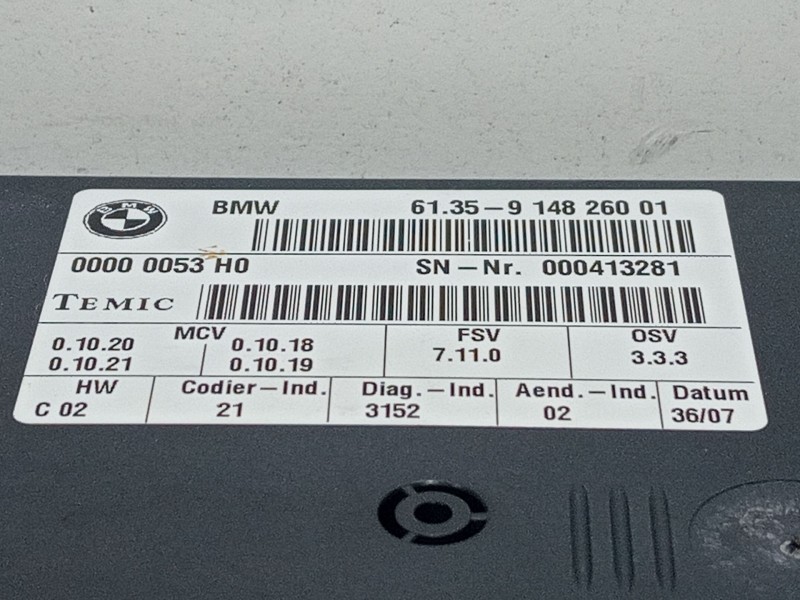 BMW
BMW 61.35-9 148 260 01
0000 0053 H0 SN-Nr. 000413281
TEMIC
MCV FSV OSV
0.10.20 0.10.18 7.11.0 3.3.3
0.10.21 0.10.19
HW Codier-Ind. Diag.-Ind. Aend.-Ind. Datum
C 02 21 3152 02 36/07